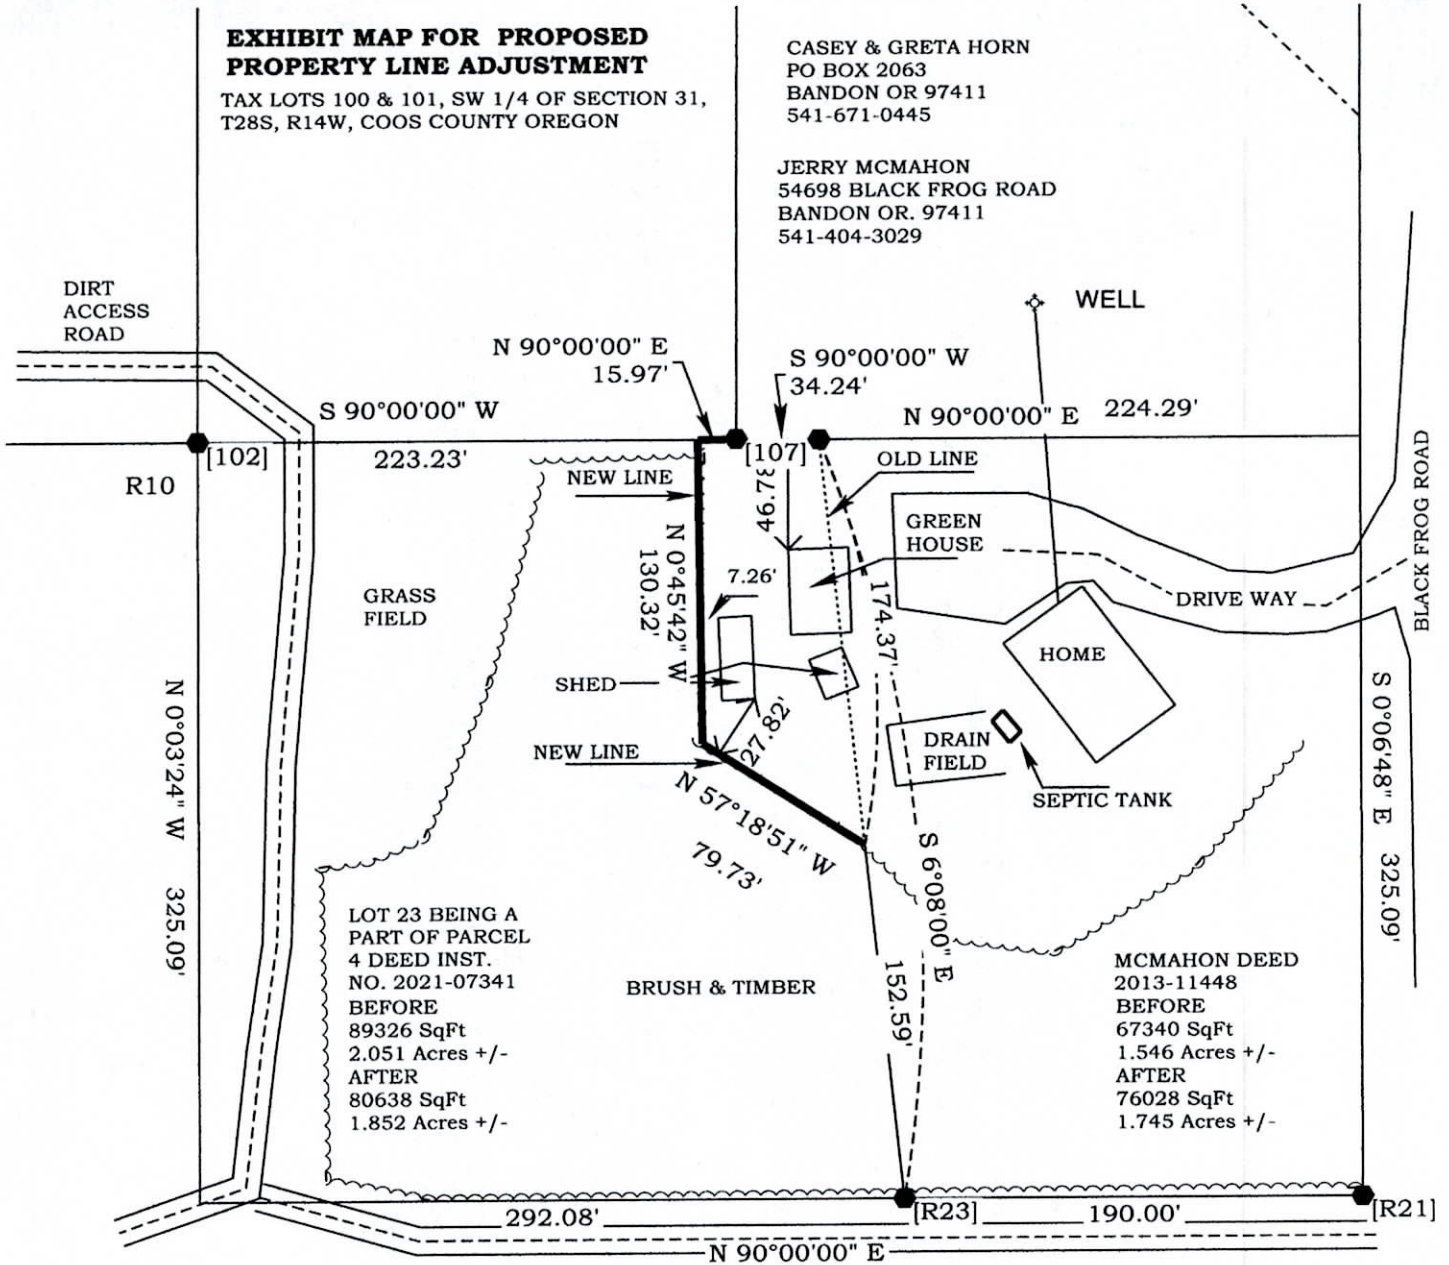 EXHIBIT MAP FOR PROPOSED
PROPERTY LINE ADJUSTMENT
TAX LOTS 100 & 101, SW 1/4 OF SECTION 31,
T28S, R14W, COOS COUNTY OREGON
CASEY & GRETA HORN
PO BOX 2063
BANDON OR 97411
541-671-0445
JERRY MCMAHON
54698 BLACK FROG ROAD
BANDON OR. 97411
541-404-3029
DIRT
ACCESS
ROAD
WELL
N 90°00'00" E
15.97'
S 90°00'00" W
34.24'
S 90°00'00" W
223.23'
N 90°00'00" E 224.29'
[102]
R10
[107]
NEW LINE
OLD LINE
46.78
GREEN
HOUSE
BLACK FROG ROAD
N 0°45'42" W
130.32'
7.26'
174.37'
DRIVE WAY
GRASS
FIELD
HOME
SHED
27.82'
NEW LINE
DRAIN
FIELD
SEPTIC TANK
N 0°03'24" W 325.09'
S 0°06'48" E 325.09'
N 57°18'51" W
79.73'
S 6°08'00" E
152.59'
LOT 23 BEING A
PART OF PARCEL
4 DEED INST.
NO. 2021-07341
BEFORE
89326 SqFt
2.051 Acres +/-
AFTER
80638 SqFt
1.852 Acres +/-
BRUSH & TIMBER
MCMAHON DEED
2013-11448
BEFORE
67340 SqFt
1.546 Acres +/-
AFTER
76028 SqFt
1.745 Acres +/-
292.08'
[R23]
190.00'
[R21]
N 90°00'00" E